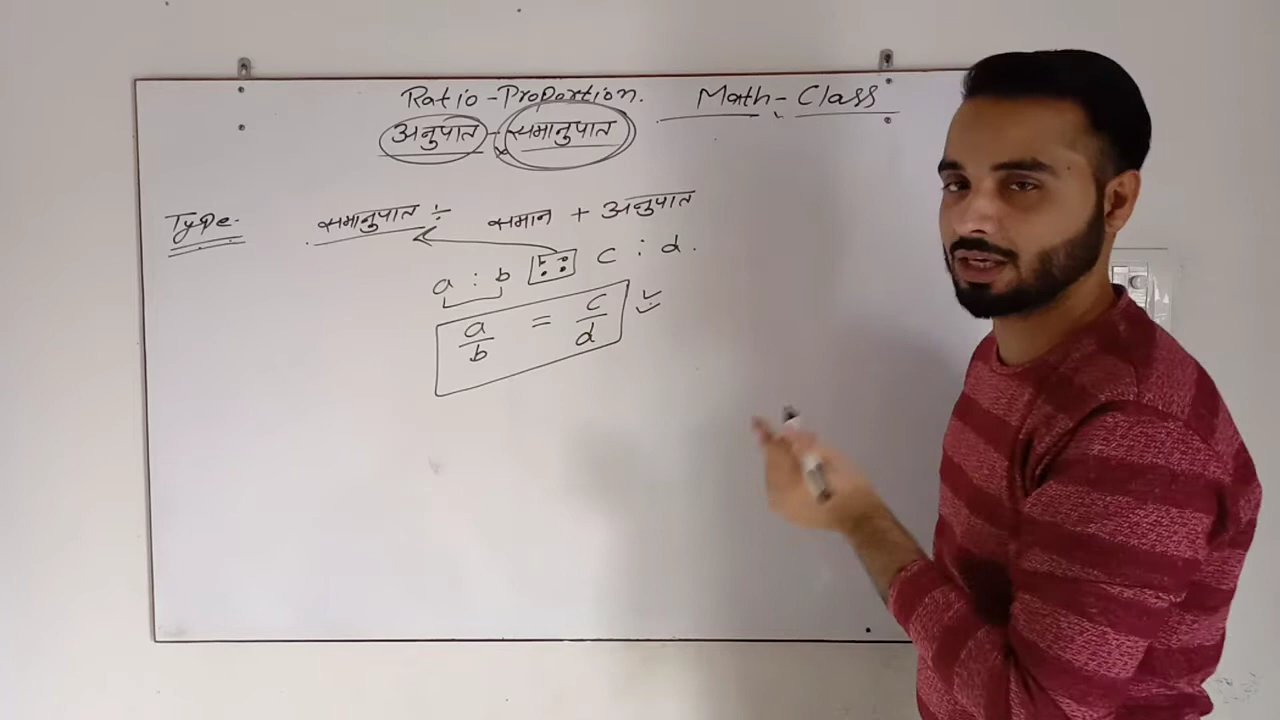 Ratio - Proportion.
Math - Class
अनुपात - समानुपात
Type- समानुपात ÷ समान + अनुपात
a : b :: c : d.
a/b = c/d